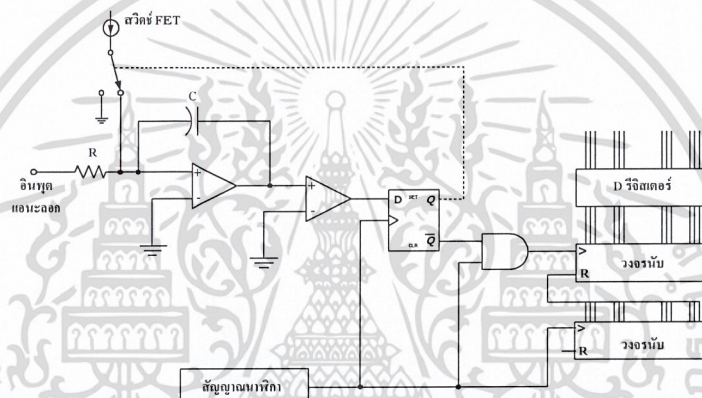 สวิตช์ FET
C
R
อินพุต
แอนะลอก
+
-
+
-
D SET Q
CLR Q
D รีจิสเตอร์
>
วงจรนับ
R
>
วงจรนับ
R
สัญญาณนาฬิกา